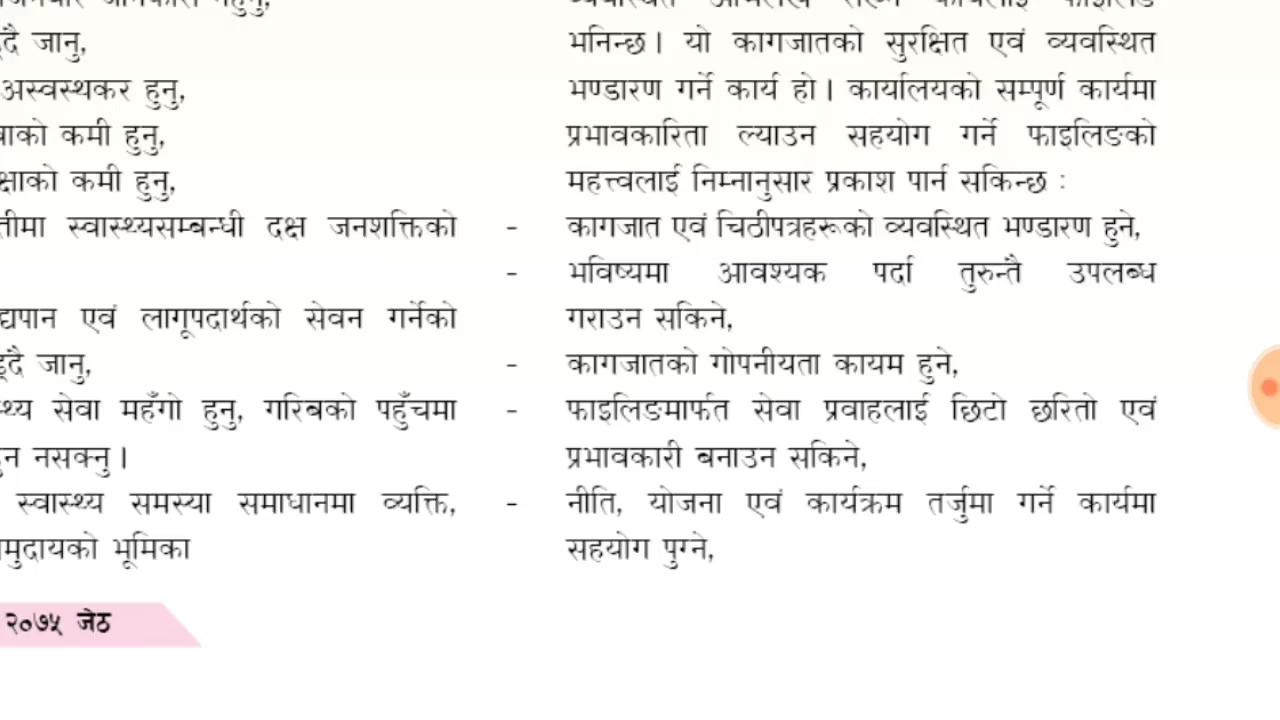 दै जानु,
अस्वस्थकर हुनु,
को कमी हुनु,
क्षाको कमी हुनु,
तीमा स्वास्थ्यसम्बन्धी दक्ष जनशक्तिको
एवं लागूपदार्थको सेवन गर्नेको
दै जानु,
सेवा महँगो हुनु, गरिबको पहुँचमा
नसक्नु ।
स्वास्थ्य समस्या समाधानमा व्यक्ति,
मुदायको भूमिका
२०७५ जेठ
भनिन्छ । यो कागजातको सुरक्षित एवं व्यवस्थित
भण्डारण गर्ने कार्य हो । कार्यालयको सम्पूर्ण कार्यमा
प्रभावकारिता ल्याउन सहयोग गर्ने फाइलिङको
महत्त्वलाई निम्नानुसार प्रकाश पार्न सकिन्छ :
- कागजात एवं चिठीपत्रहरूको व्यवस्थित भण्डारण हुने,
- भविष्यमा आवश्यक पर्दा तुरुन्तै उपलब्ध
गराउन सकिने,
- कागजातको गोपनीयता कायम हुने,
- फाइलिङमार्फत सेवा प्रवाहलाई छिटो छरितो एवं
प्रभावकारी बनाउन सकिने,
- नीति, योजना एवं कार्यक्रम तर्जुमा गर्ने कार्यमा
सहयोग पुग्ने,